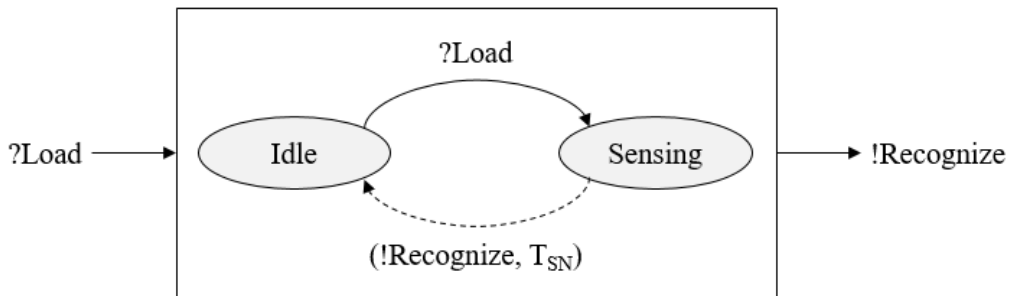 ?Load
?Load
Idle
Sensing
!Recognize
(!Recognize, T_SN)